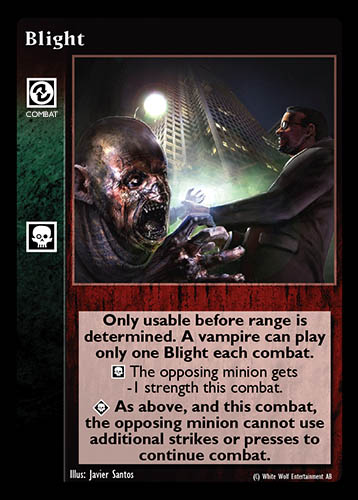 Blight
COMBAT
Only usable before range is
determined. A vampire can play
only one Blight each combat.
The opposing minion gets
-1 strength this combat.
As above, and this combat,
the opposing minion cannot use
additional strikes or presses to
continue combat.
Illus: Javier Santos
(C) White Wolf Entertainment AB